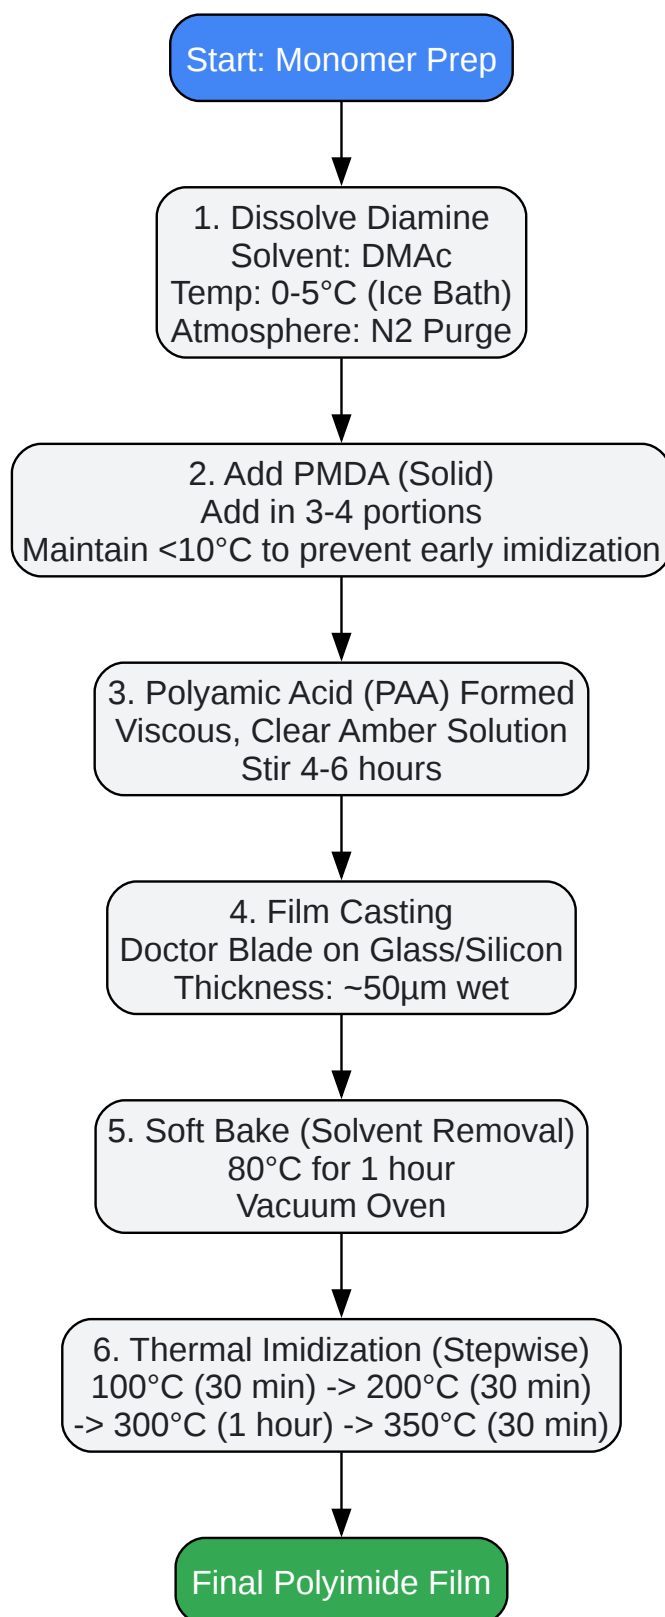 Start: Monomer Prep
1. Dissolve Diamine
Solvent: DMAc
Temp: 0-5°C (Ice Bath)
Atmosphere: N2 Purge
2. Add PMDA (Solid)
Add in 3-4 portions
Maintain <10°C to prevent early imidization
3. Polyamic Acid (PAA) Formed
Viscous, Clear Amber Solution
Stir 4-6 hours
4. Film Casting
Doctor Blade on Glass/Silicon
Thickness: ~50µm wet
5. Soft Bake (Solvent Removal)
80°C for 1 hour
Vacuum Oven
6. Thermal Imidization (Stepwise)
100°C (30 min) -> 200°C (30 min)
-> 300°C (1 hour) -> 350°C (30 min)
Final Polyimide Film